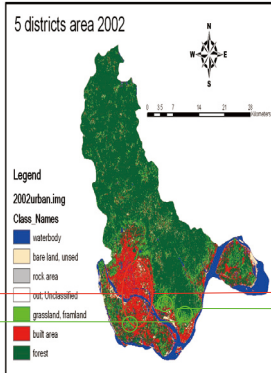 5 districts area 2002
N
W E
S
0 3.5 7 14 21 28
Kilometers
Legend
2002urban.img
Class_Names
waterbody
bare land, unsed
rock area
out, Unclassified
grassland, framland
built area
forest